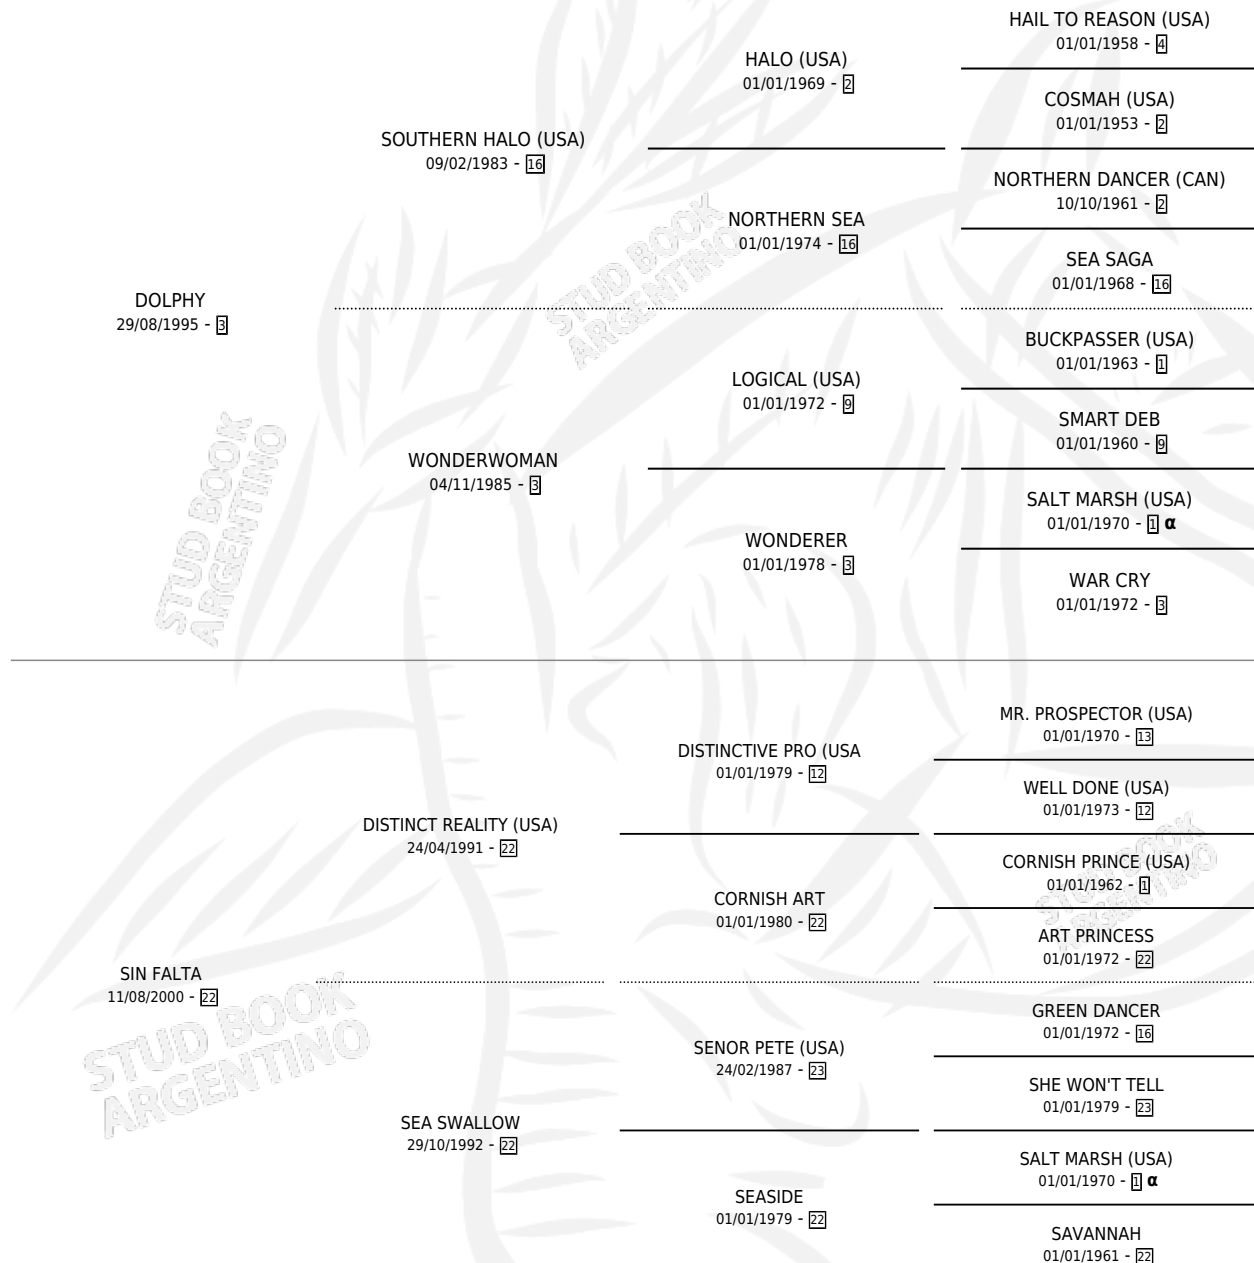 HAIL TO REASON (USA)
01/01/1958 - 4
HALO (USA)
01/01/1969 - 2
COSMAH (USA)
01/01/1953 - 2
SOUTHERN HALO (USA)
09/02/1983 - 16
NORTHERN DANCER (CAN)
10/10/1961 - 2
NORTHERN SEA
01/01/1974 - 16
SEA SAGA
01/01/1968 - 16
STUD BOOK
ARGENTINO
DOLPHY
29/08/1995 - 3
BUCKPASSER (USA)
01/01/1963 - 1
LOGICAL (USA)
01/01/1972 - 9
SMART DEB
01/01/1960 - 9
WONDERWOMAN
04/11/1985 - 3
SALT MARSH (USA)
01/01/1970 - 1 α
WONDERER
01/01/1978 - 3
WAR CRY
01/01/1972 - 3
STUD BOOK
ARGENTINO
MR. PROSPECTOR (USA)
01/01/1970 - 13
DISTINCTIVE PRO (USA
01/01/1979 - 12
WELL DONE (USA)
01/01/1973 - 12
DISTINCT REALITY (USA)
24/04/1991 - 22
CORNISH PRINCE (USA)
01/01/1962 - 1
STUD BOOK
ARGENTINO
CORNISH ART
01/01/1980 - 22
ART PRINCESS
01/01/1972 - 22
SIN FALTA
11/08/2000 - 22
GREEN DANCER
01/01/1972 - 16
SENOR PETE (USA)
24/02/1987 - 23
SHE WON'T TELL
01/01/1979 - 23
STUD BOOK
ARGENTINO
SEA SWALLOW
29/10/1992 - 22
SALT MARSH (USA)
01/01/1970 - 1 α
SEASIDE
01/01/1979 - 22
SAVANNAH
01/01/1961 - 22